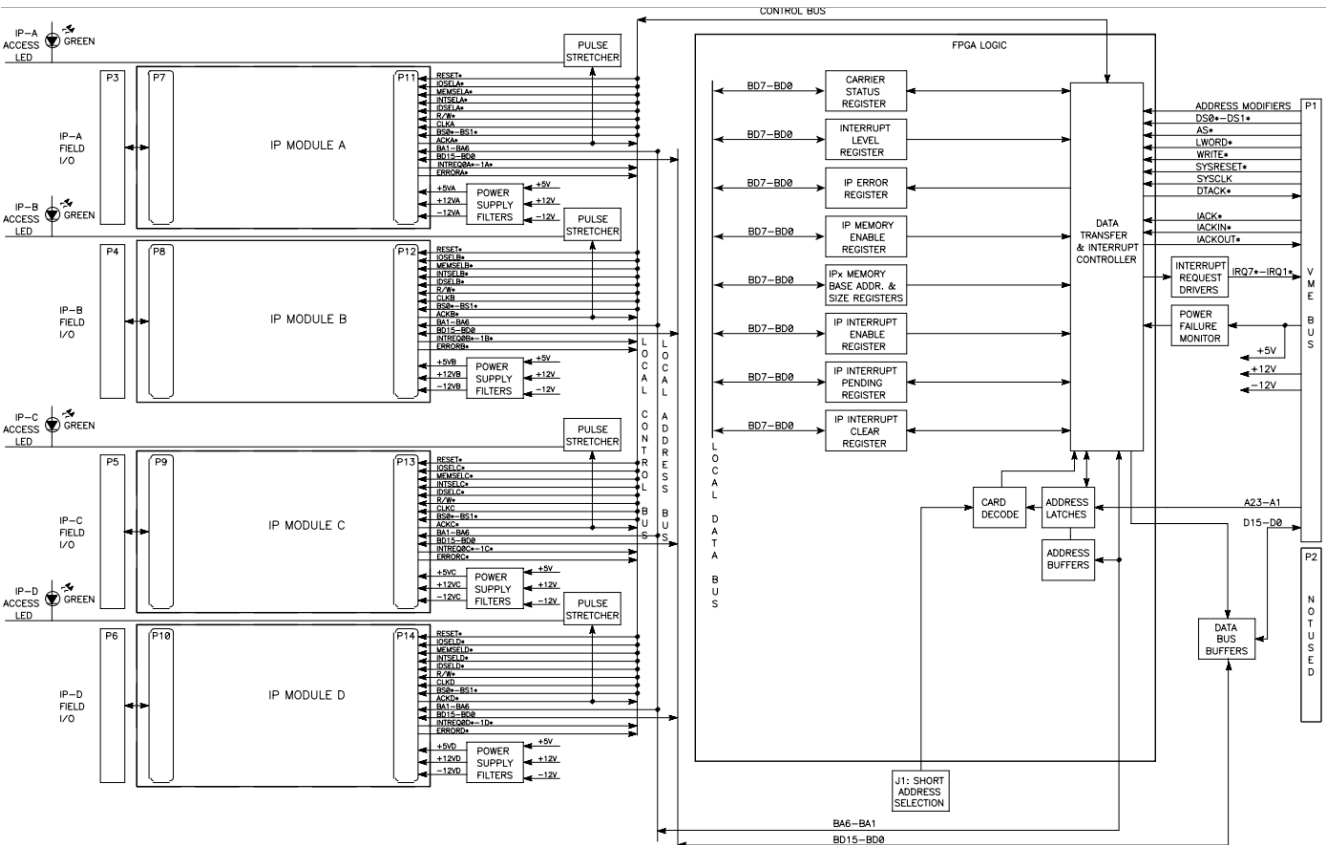 CONTROL BUS
IP-A
ACCESS
LED
GREEN
PULSE
STRETCHER
P3
P7
P11
IP-A
FIELD
I/O
IP MODULE A
RESET*
IOSELA*
MEMSELA*
INTSELA*
IDSELA*
R/W*
CLKA
BS0*-BS1*
ACKA*
BA1-BA6
BD15-BD0
INTREQ0A*-1A*
ERRORA*
+5VA
+12VA
-12VA
POWER
SUPPLY
FILTERS
+5V
+12V
-12V
IP-B
ACCESS
LED
GREEN
PULSE
STRETCHER
P4
P8
P12
IP-B
FIELD
I/O
IP MODULE B
RESET*
IOSELB*
MEMSELB*
INTSELB*
IDSELB*
R/W*
CLKB
BS0*-BS1*
ACKB*
BA1-BA6
BD15-BD0
INTREQ0B*-1B*
ERRORB*
+5VB
+12VB
-12VB
POWER
SUPPLY
FILTERS
+5V
+12V
-12V
IP-C
ACCESS
LED
GREEN
PULSE
STRETCHER
P5
P9
P13
IP-C
FIELD
I/O
IP MODULE C
RESET*
IOSELC*
MEMSELC*
INTSELC*
IDSELC*
R/W*
CLKC
BS0*-BS1*
ACKC*
BA1-BA6
BD15-BD0
INTREQ0C*-1C*
ERRORC*
+5VC
+12VC
-12VC
POWER
SUPPLY
FILTERS
+5V
+12V
-12V
IP-D
ACCESS
LED
GREEN
PULSE
STRETCHER
P6
P10
P14
IP-D
FIELD
I/O
IP MODULE D
RESET*
IOSELD*
MEMSELD*
INTSELD*
IDSELD*
R/W*
CLKD
BS0*-BS1*
ACKD*
BA1-BA6
BD15-BD0
INTREQ0D*-1D*
ERRORD*
+5VD
+12VD
-12VD
POWER
SUPPLY
FILTERS
+5V
+12V
-12V
LOCAL CONTROL BUS
LOCAL ADDRESS BUS
FPGA LOGIC
LOCAL DATA BUS
BD7-BD0
CARRIER
STATUS
REGISTER
BD7-BD0
INTERRUPT
LEVEL
REGISTER
BD7-BD0
IP ERROR
REGISTER
BD7-BD0
IP MEMORY
ENABLE
REGISTER
BD7-BD0
IPx MEMORY
BASE ADDR. &
SIZE REGISTERS
BD7-BD0
IP INTERRUPT
ENABLE
REGISTER
BD7-BD0
IP INTERRUPT
PENDING
REGISTER
BD7-BD0
IP INTERRUPT
CLEAR
REGISTER
DATA
TRANSFER
& INTERRUPT
CONTROLLER
CARD
DECODE
ADDRESS
LATCHES
ADDRESS
BUFFERS
J1: SHORT
ADDRESS
SELECTION
ADDRESS MODIFIERS
DS0*-DS1*
AS*
LWORD*
WRITE*
SYSRESET*
SYSCLK
DTACK*
IACK*
IACKIN*
IACKOUT*
INTERRUPT
REQUEST
DRIVERS
IRQ7*-IRQ1*
POWER
FAILURE
MONITOR
+5V
+12V
-12V
A23-A1
D15-D0
P1
VME BUS
P2
NOT USED
DATA
BUS
BUFFERS
BA6-BA1
BD15-BD0